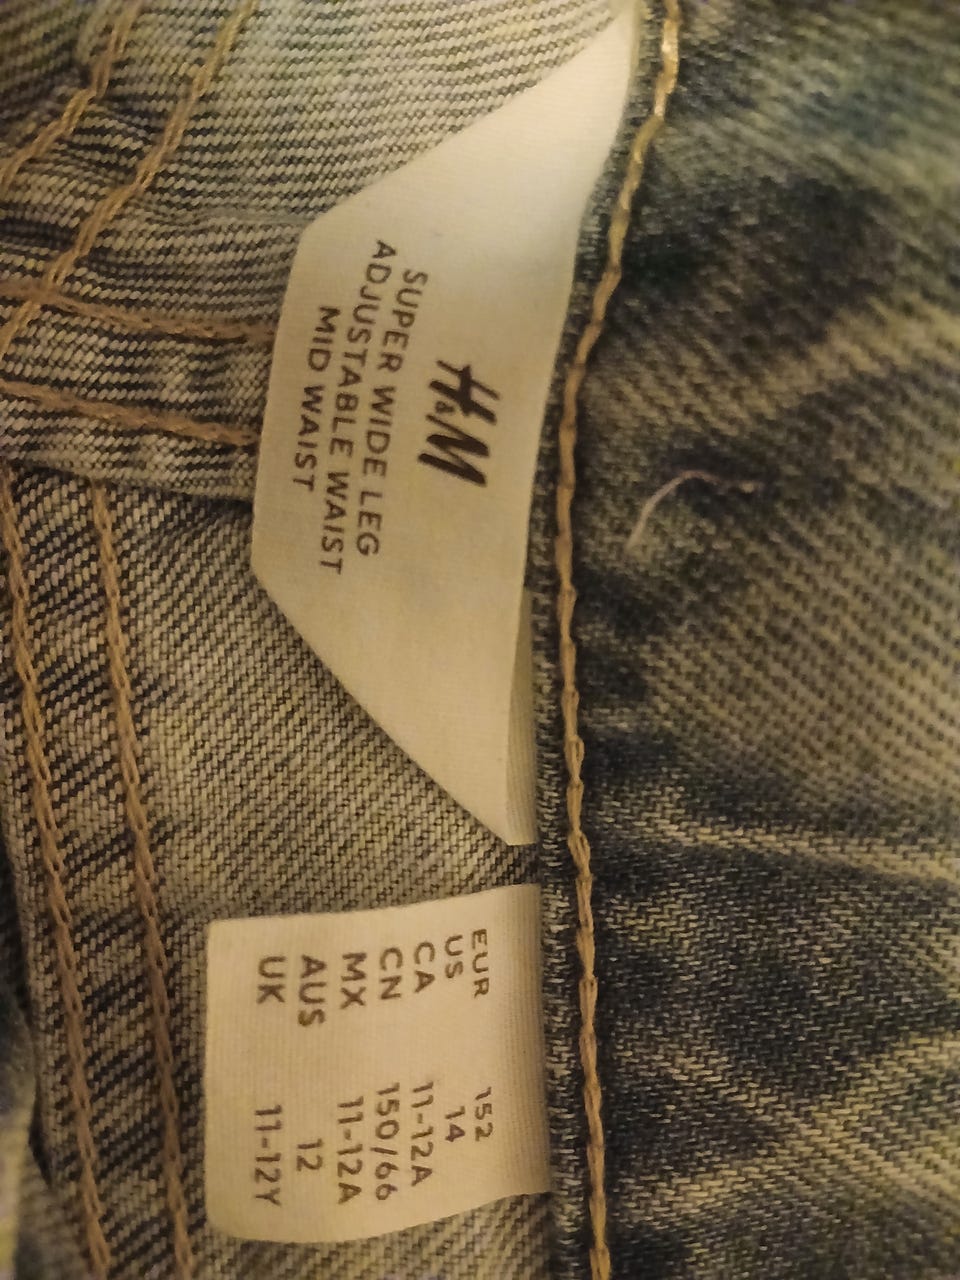 H&M
SUPER WIDE LEG
ADJUSTABLE WAIST
MID WAIST
EUR 152
US 14
CA 11-12A
CN 150/66
MX 11-12A
AUS 12
UK 11-12Y